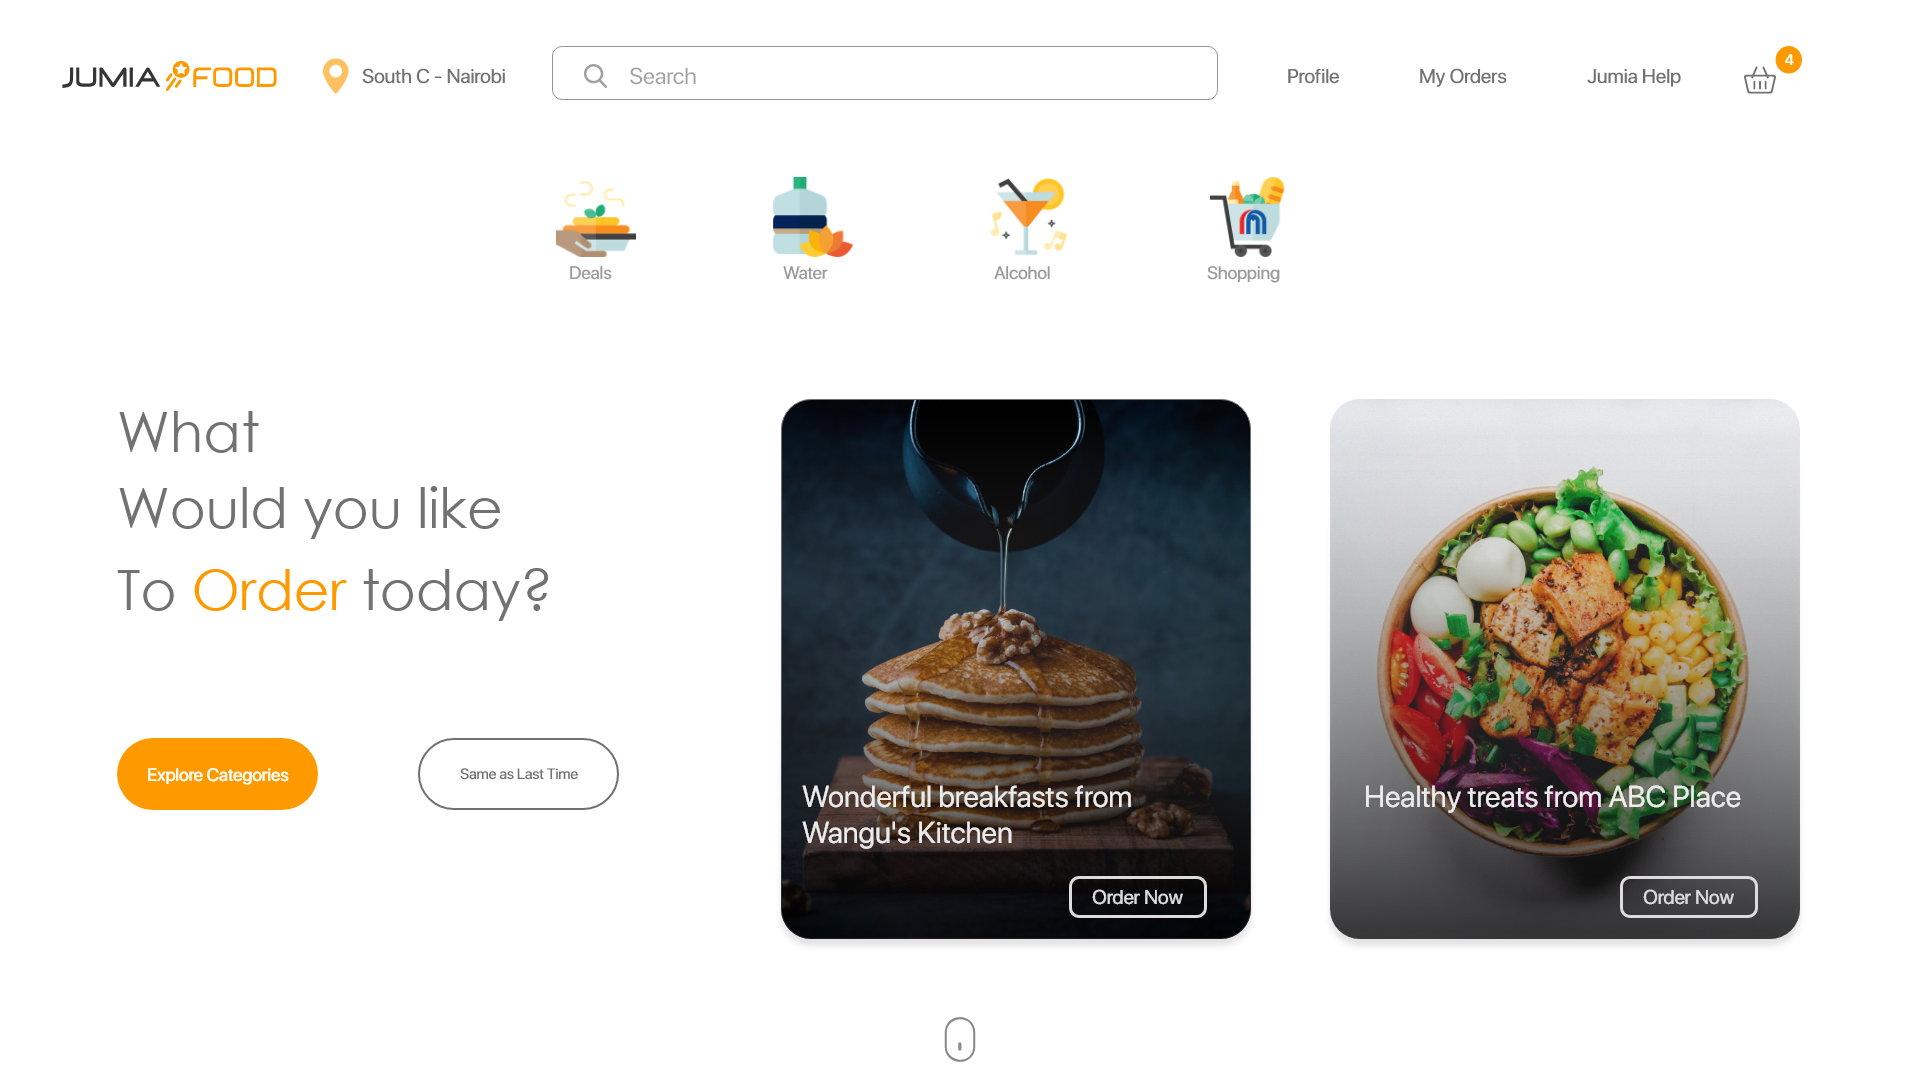 JUMIA FOOD
South C - Nairobi
Search
Profile
My Orders
Jumia Help
4
Deals
Water
Alcohol
Shopping
What
Would you like
To Order today?
Explore Categories
Same as Last Time
Wonderful breakfasts from
Wangu's Kitchen
Order Now
Healthy treats from ABC Place
Order Now